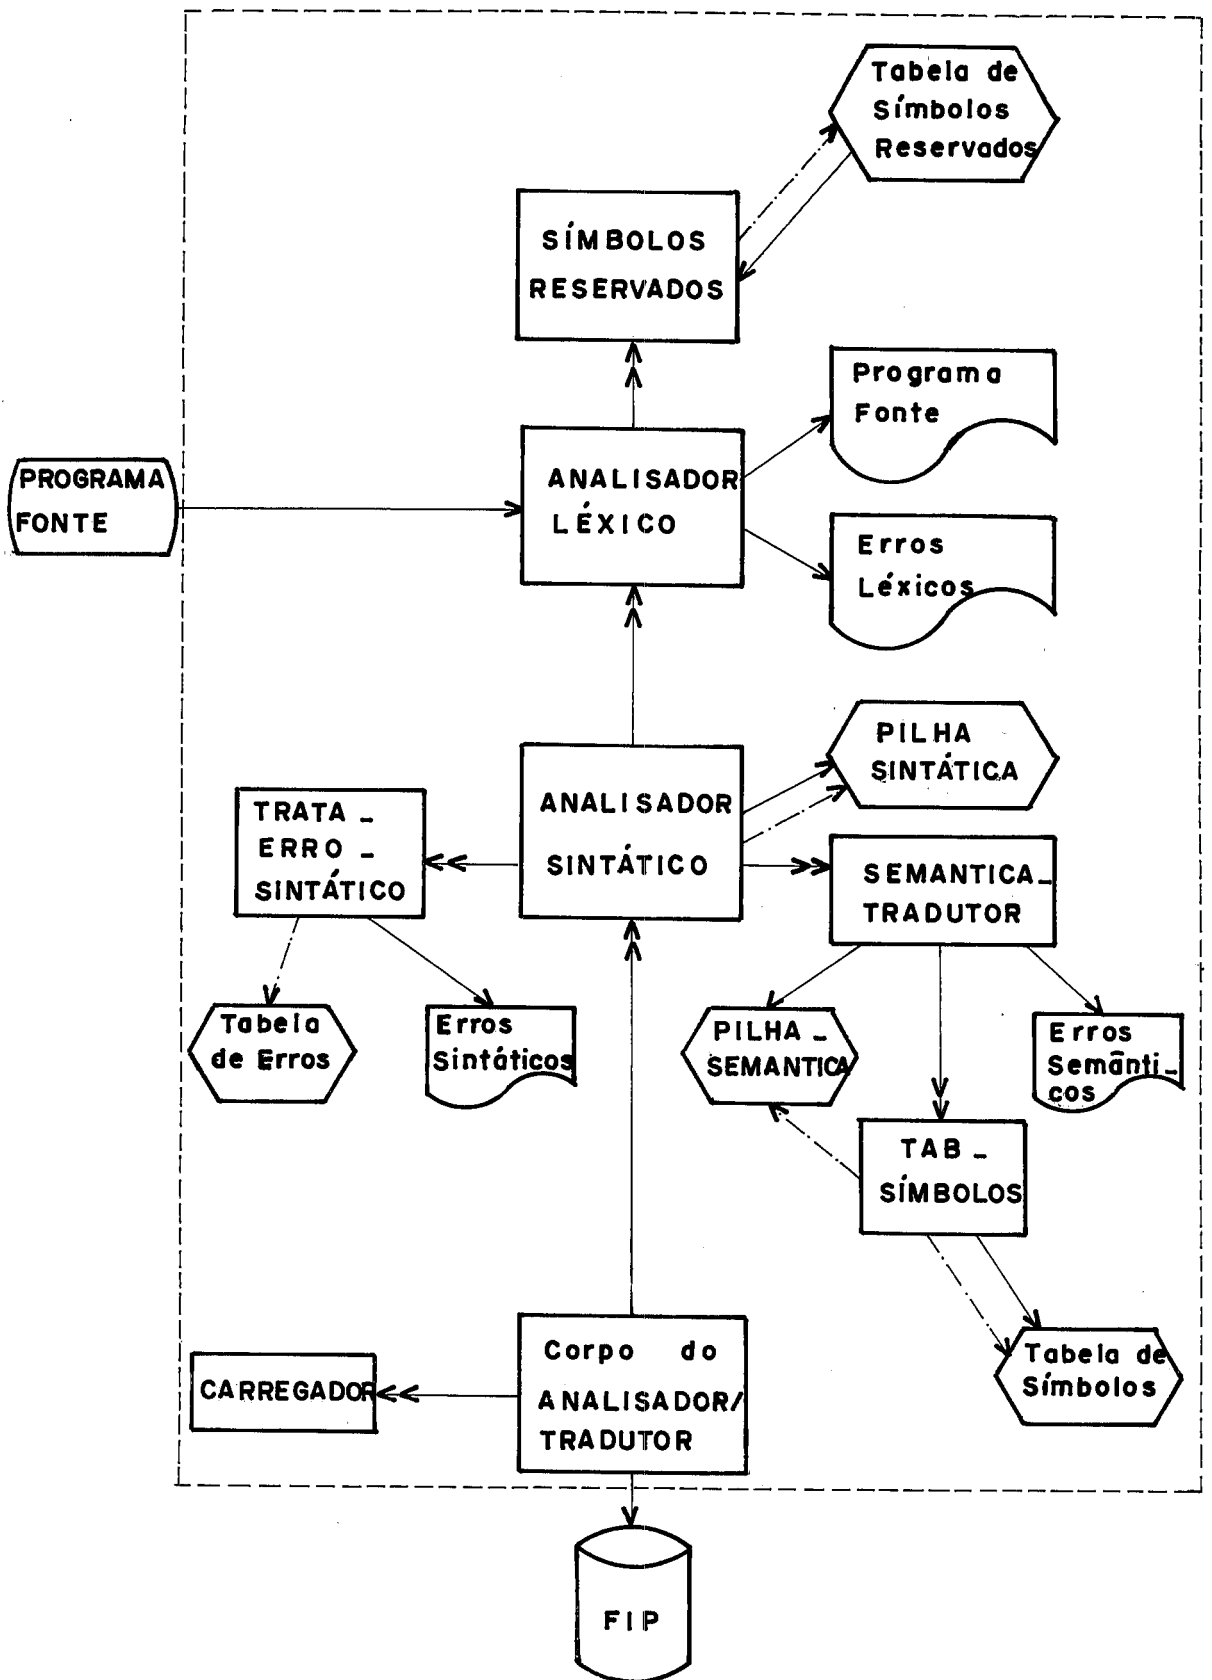 Tabela de
Símbolos
Reservados
SÍMBOLOS
RESERVADOS
Programa
Fonte
PROGRAMA
FONTE
ANALISADOR
LÉXICO
Erros
Léxicos
PILHA
SINTÁTICA
TRATA_
ERRO_
SINTÁTICO
ANALISADOR
SINTÁTICO
SEMANTICA_
TRADUTOR
Tabela
de Erros
Erros
Sintáticos
PILHA_
SEMANTICA
Erros
Semânti_
cos
TAB_
SÍMBOLOS
Corpo do
ANALISADOR/
TRADUTOR
CARREGADOR
Tabela de
Símbolos
FIP